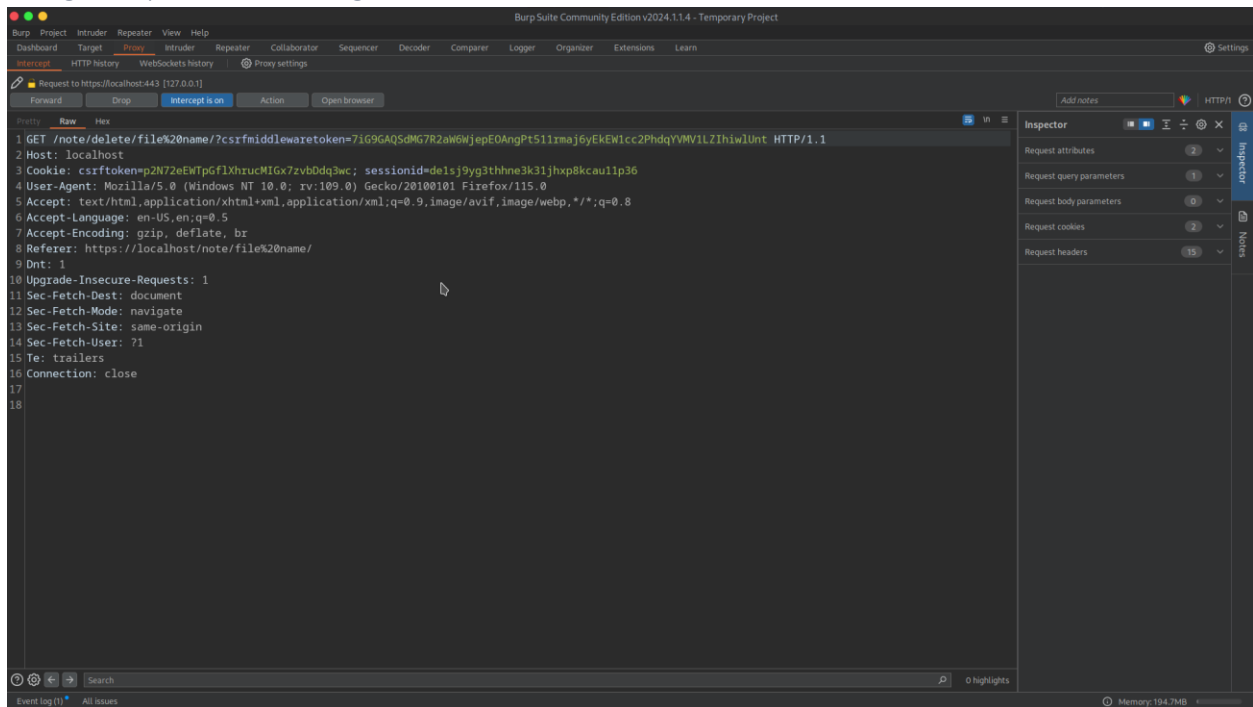 Burp Suite Community Edition v2024.1.1.4 - Temporary Project
Burp Project Intruder Repeater View Help
Dashboard Target Proxy Intruder Repeater Collaborator Sequencer Decoder Comparer Logger Organizer Extensions Learn Settings
Intercept HTTP history WebSockets history Proxy settings
Request to https://localhost:443 [127.0.0.1]
Forward Drop Intercept is on Action Open browser Add notes HTTP/1
Pretty Raw Hex \n
Inspector
1 GET /note/delete/file%20name/?csrfmiddlewaretoken=7iG9GAQSdMG7R2aW6WjepEOAngPt511rmaj6yEkEW1cc2PhdqYVMV1LZIhiwlUnt HTTP/1.1
2 Host: localhost
3 Cookie: csrftoken=p2N72eEWTpGflXhrucMIGx7zvbDdq3wc; sessionid=de1sj9yg3thhne3k31jhxp8kcau11p36
4 User-Agent: Mozilla/5.0 (Windows NT 10.0; rv:109.0) Gecko/20100101 Firefox/115.0
5 Accept: text/html,application/xhtml+xml,application/xml;q=0.9,image/avif,image/webp,*/*;q=0.8
6 Accept-Language: en-US,en;q=0.5
7 Accept-Encoding: gzip, deflate, br
8 Referer: https://localhost/note/file%20name/
9 Dnt: 1
10 Upgrade-Insecure-Requests: 1
11 Sec-Fetch-Dest: document
12 Sec-Fetch-Mode: navigate
13 Sec-Fetch-Site: same-origin
14 Sec-Fetch-User: ?1
15 Te: trailers
16 Connection: close
17
18
Request attributes 2
Request query parameters 1
Request body parameters 0
Request cookies 2
Request headers 15
Inspector
Notes
Search 0 highlights
Event log (1) All issues Memory: 194.7MB